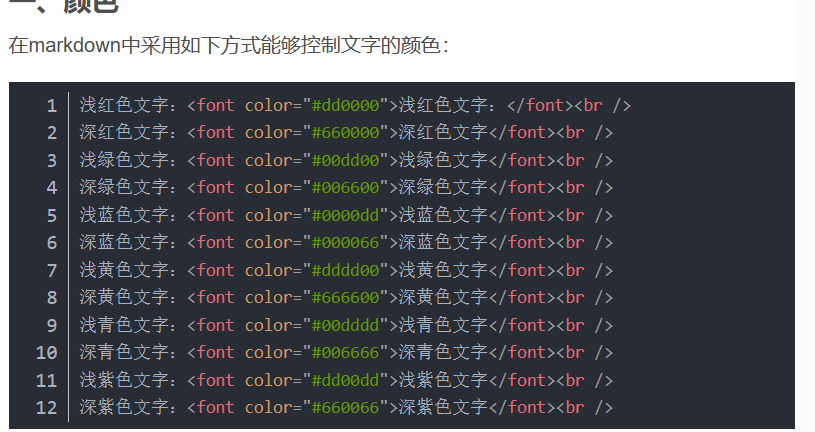 一、颜色
在markdown中采用如下方式能够控制文字的颜色：
1 浅红色文字：<font color="#dd0000">浅红色文字：</font><br />
2 深红色文字：<font color="#660000">深红色文字</font><br />
3 浅绿色文字：<font color="#00dd00">浅绿色文字</font><br />
4 深绿色文字：<font color="#006600">深绿色文字</font><br />
5 浅蓝色文字：<font color="#0000dd">浅蓝色文字</font><br />
6 深蓝色文字：<font color="#000066">深蓝色文字</font><br />
7 浅黄色文字：<font color="#dddd00">浅黄色文字</font><br />
8 深黄色文字：<font color="#666600">深黄色文字</font><br />
9 浅青色文字：<font color="#00dddd">浅青色文字</font><br />
10 深青色文字：<font color="#006666">深青色文字</font><br />
11 浅紫色文字：<font color="#dd00dd">浅紫色文字</font><br />
12 深紫色文字：<font color="#660066">深紫色文字</font><br />